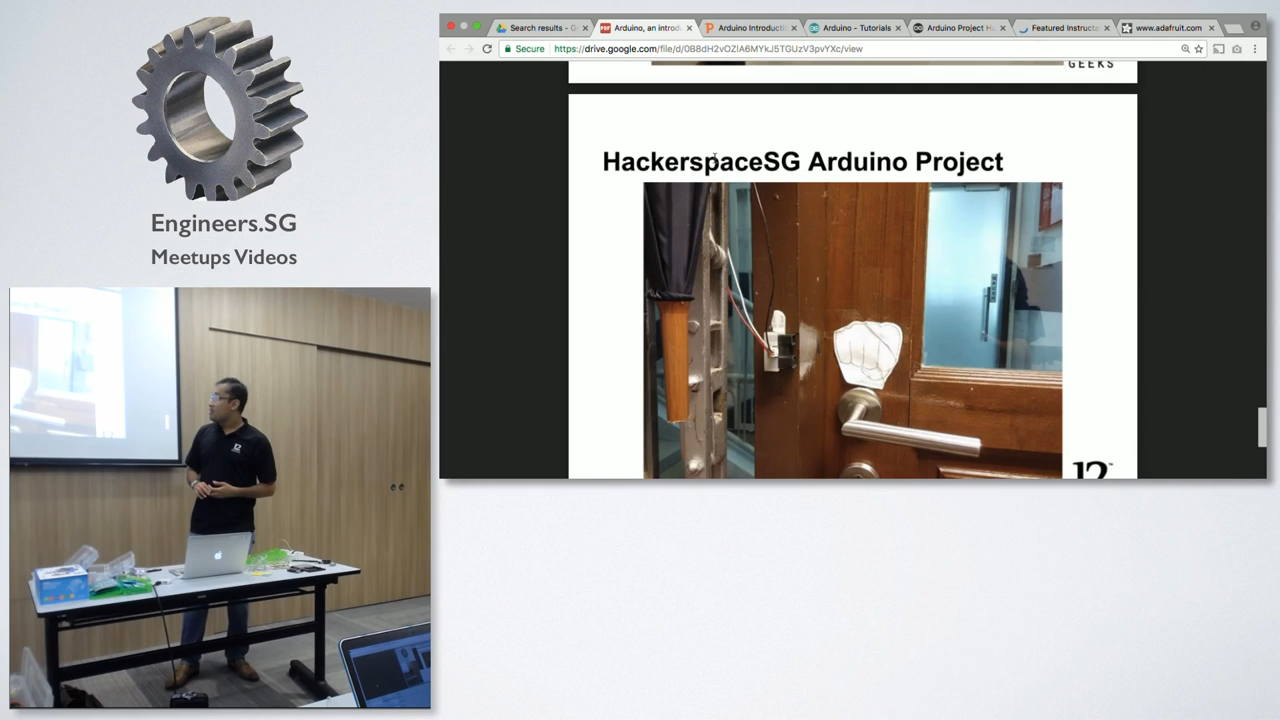 Engineers.SG
Meetups Videos
Search results - G
Arduino, an introd
Arduino Introducti
Arduino - Tutorials
Arduino Project H
Featured Instructa
www.adafruit.com
Secure
https://drive.google.com/file/d/0B8dH2vOZIA6MYkJ5TGUzV3pvYXc/view
GEEKS
HackerspaceSG Arduino Project
12